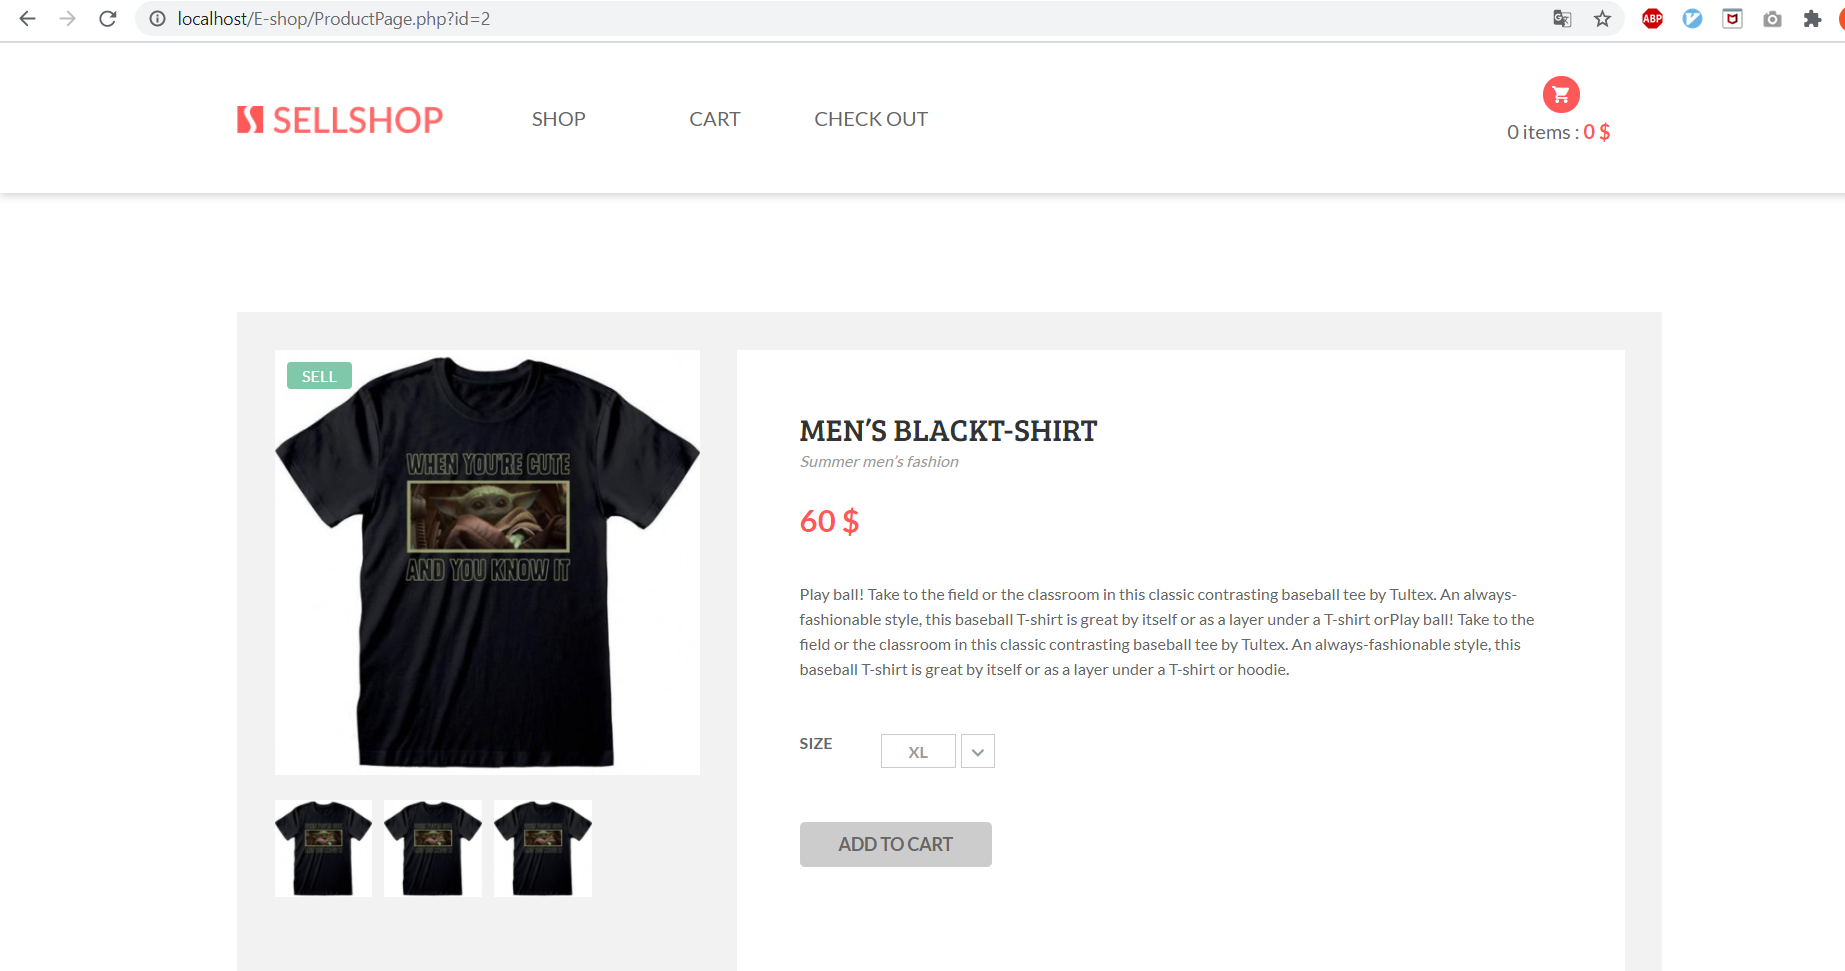 localhost/E-shop/ProductPage.php?id=2
ABP
SELLSHOP
SHOP
CART
CHECK OUT
0 items : 0 $
SELL
WHEN YOU'RE CUTE
AND YOU KNOW IT
MEN'S BLACKT-SHIRT
Summer men's fashion
60 $
Play ball! Take to the field or the classroom in this classic contrasting baseball tee by Tultex. An always-
fashionable style, this baseball T-shirt is great by itself or as a layer under a T-shirt orPlay ball! Take to the
field or the classroom in this classic contrasting baseball tee by Tultex. An always-fashionable style, this
baseball T-shirt is great by itself or as a layer under a T-shirt or hoodie.
SIZE
XL
ADD TO CART